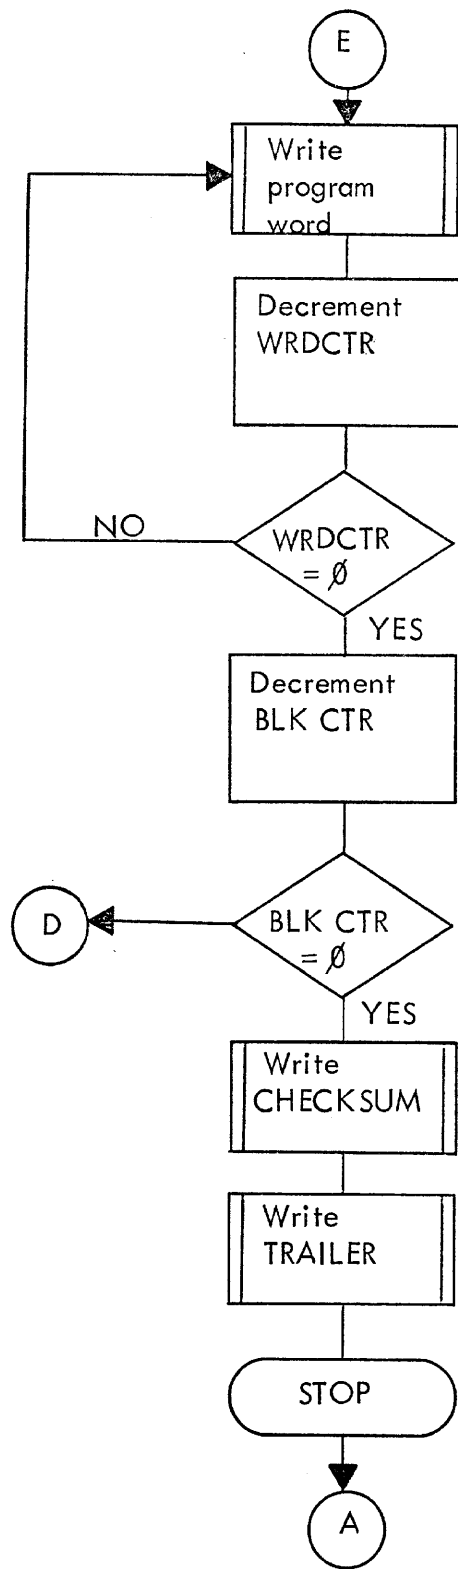 E
Write
program
word
Decrement
WRDCTR
NO
WRDCTR
= Ø
YES
Decrement
BLK CTR
D
BLK CTR
= Ø
YES
Write
CHECKSUM
Write
TRAILER
STOP
A